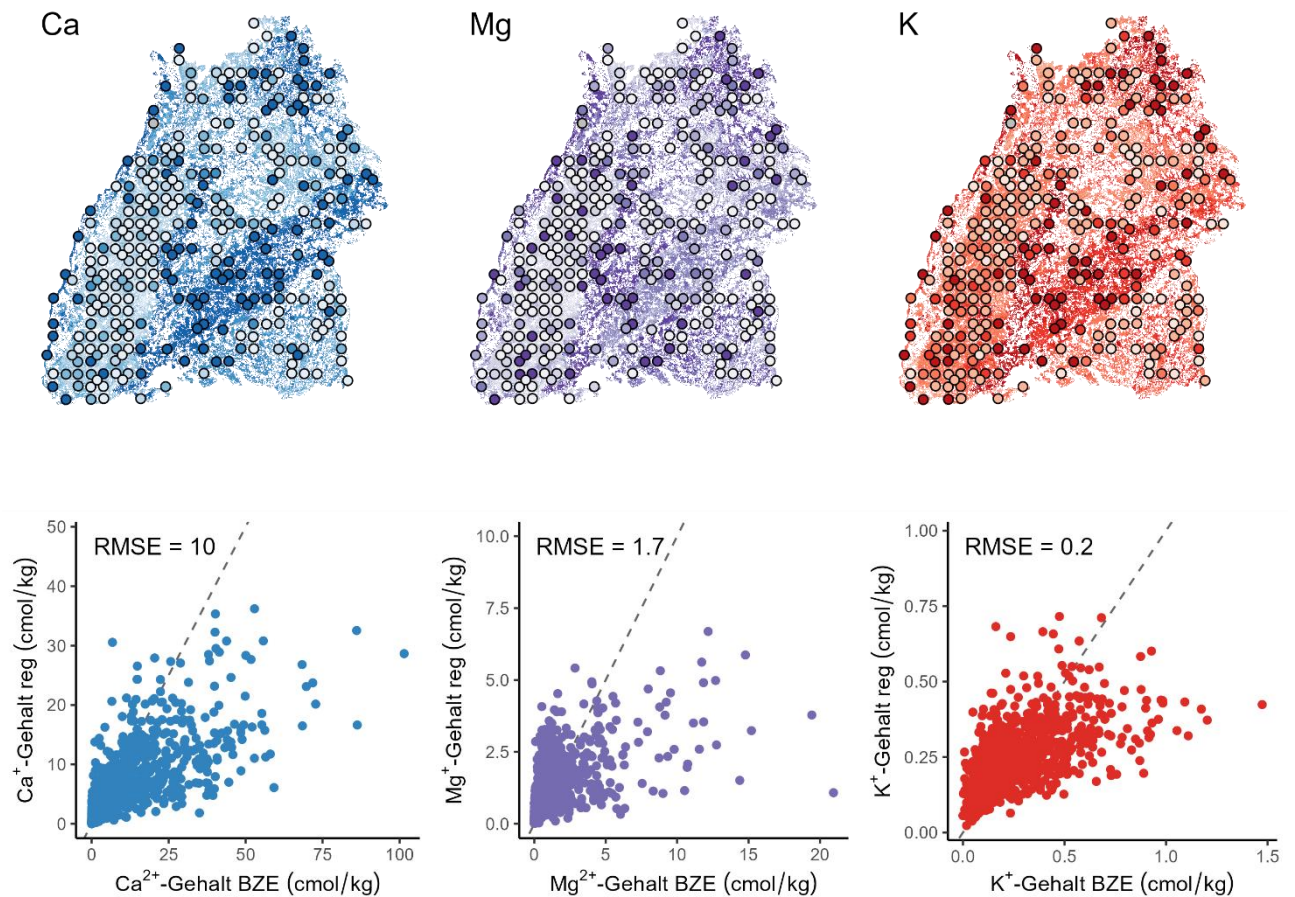 Ca
Mg
K
RMSE = 10
Ca⁺-Gehalt reg (cmol/kg)
50
40
30
20
10
0
0 25 50 75 100
Ca²⁺-Gehalt BZE (cmol/kg)
RMSE = 1.7
Mg⁺-Gehalt reg (cmol/kg)
10.0
7.5
5.0
2.5
0.0
0 5 10 15 20
Mg²⁺-Gehalt BZE (cmol/kg)
RMSE = 0.2
K⁺-Gehalt reg (cmol/kg)
1.00
0.75
0.50
0.25
0.00
0.0 0.5 1.0 1.5
K⁺-Gehalt BZE (cmol/kg)